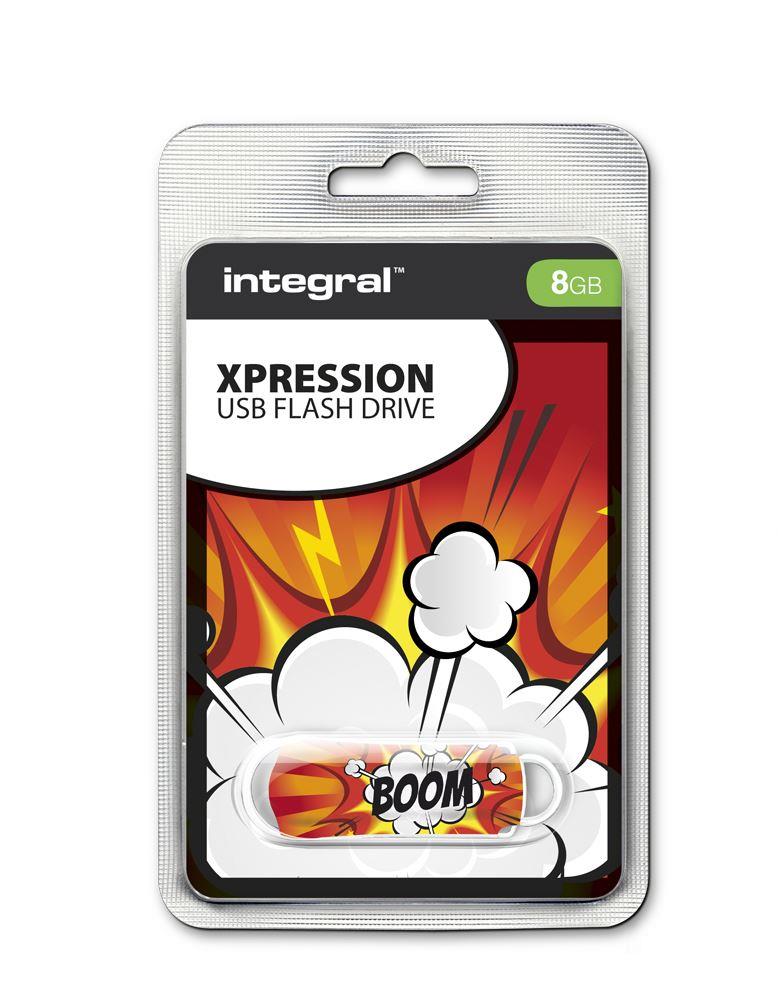 integral™
8GB
XPRESSION
USB FLASH DRIVE
BOOM